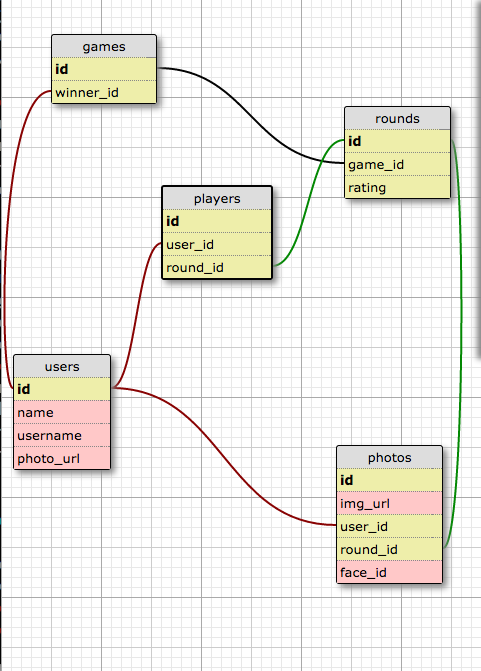 games
id
winner_id
rounds
id
game_id
rating
players
id
user_id
round_id
users
id
name
username
photo_url
photos
id
img_url
user_id
round_id
face_id